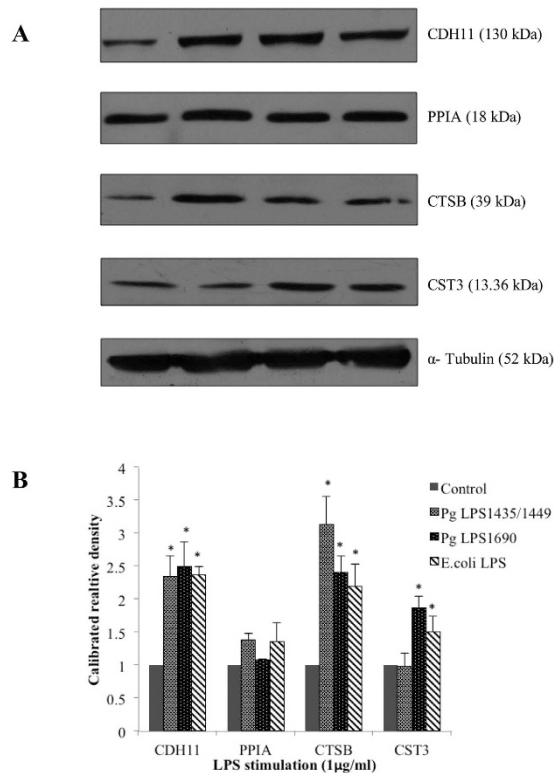 A
CDH11 (130 kDa)
PPIA (18 kDa)
CTSB (39 kDa)
CST3 (13.36 kDa)
α- Tubulin (52 kDa)
B
Calibrated realtive density
4
3.5
3
2.5
2
1.5
1
0.5
0
* * *
* * *
* *
Control
Pg LPS1435/1449
Pg LPS1690
E.coli LPS
CDH11 PPIA CTSB CST3
LPS stimulation (1μg/ml)